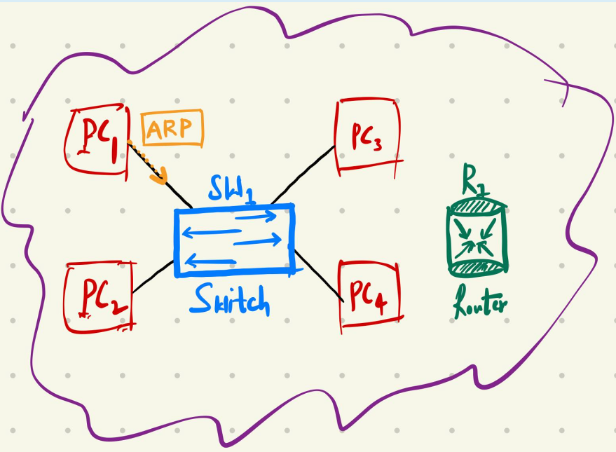 PC1
ARP
PC3
SW1
R1
PC2
Switch
PC4
Router